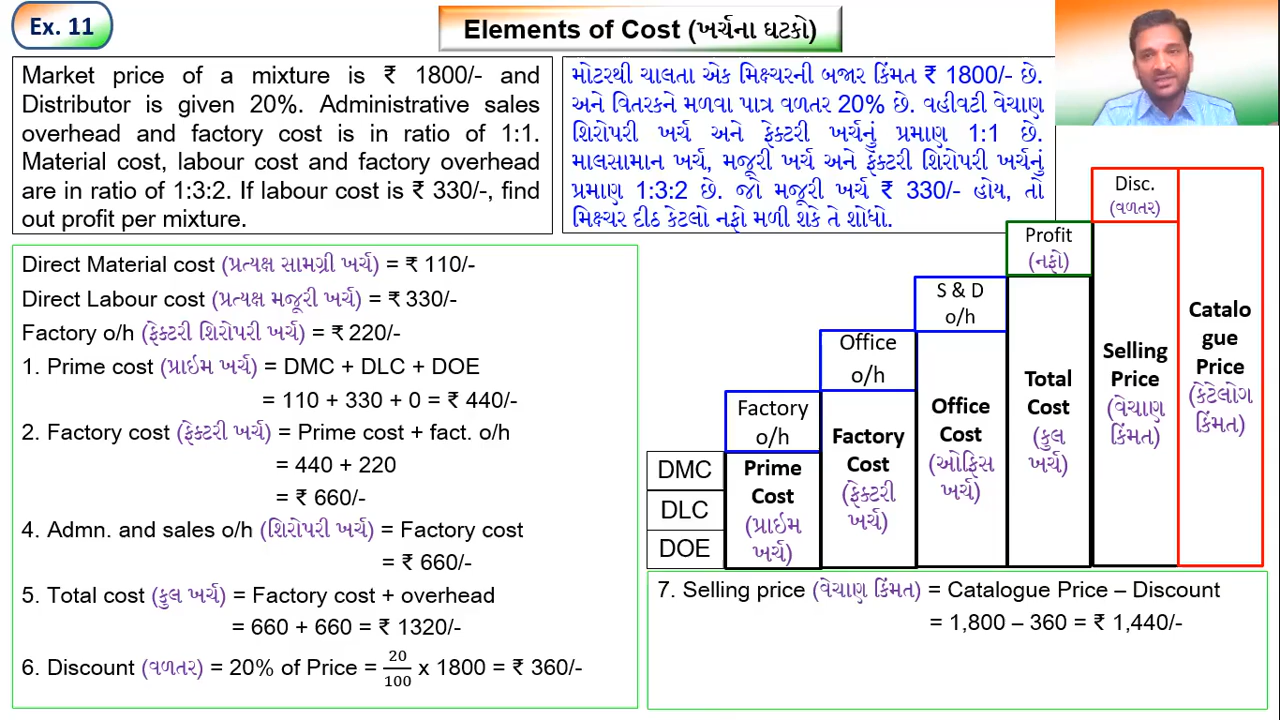 Ex. 11
Elements of Cost (ખર્ચના ઘટકો)
Market price of a mixture is ₹ 1800/- and
Distributor is given 20%. Administrative sales
overhead and factory cost is in ratio of 1:1.
Material cost, labour cost and factory overhead
are in ratio of 1:3:2. If labour cost is ₹ 330/-, find
out profit per mixture.
મોટરથી ચાલતા એક મિક્ષ્ચરની બજાર કિંમત ₹ 1800/- છે.
અને વિતરકને મળવા પાત્ર વળતર 20% છે. વહીવટી વેચાણ
શિરોપરી ખર્ચ અને ફેક્ટરી ખર્ચનું પ્રમાણ 1:1 છે.
માલસામાન ખર્ચ, મજૂરી ખર્ચ અને ફૅક્ટરી શિરોપરી ખર્ચનું
પ્રમાણ 1:3:2 છે. જો મજૂરી ખર્ચ ₹ 330/- હોય, તો
મિક્ષ્ચર દીઠ કેટલો નફો મળી શકે તે શોધો.
Direct Material cost (પ્રત્યક્ષ સામગ્રી ખર્ચ) = ₹ 110/-
Direct Labour cost (પ્રત્યક્ષ મજૂરી ખર્ચ) = ₹ 330/-
Factory o/h (ફેક્ટરી શિરોપરી ખર્ચ) = ₹ 220/-
1. Prime cost (પ્રાઇમ ખર્ચ) = DMC + DLC + DOE
= 110 + 330 + 0 = ₹ 440/-
2. Factory cost (ફેક્ટરી ખર્ચ) = Prime cost + fact. o/h
= 440 + 220
= ₹ 660/-
4. Admn. and sales o/h (શિરોપરી ખર્ચ) = Factory cost
= ₹ 660/-
5. Total cost (કુલ ખર્ચ) = Factory cost + overhead
= 660 + 660 = ₹ 1320/-
6. Discount (વળતર) = 20% of Price = 20/100 x 1800 = ₹ 360/-
DMC
DLC
DOE
Factory
o/h
Prime
Cost
(પ્રાઇમ
ખર્ચ)
Office
o/h
Factory
Cost
(ફેક્ટરી
ખર્ચ)
S & D
o/h
Office
Cost
(ઓફિસ
ખર્ચ)
Profit
(નફો)
Total
Cost
(કુલ
ખર્ચ)
Disc.
(વળતર)
Selling
Price
(વેચાણ
કિંમત)
Catalo
gue
Price
(કેટેલોગ
કિંમત)
7. Selling price (વેચાણ કિંમત) = Catalogue Price – Discount
= 1,800 – 360 = ₹ 1,440/-